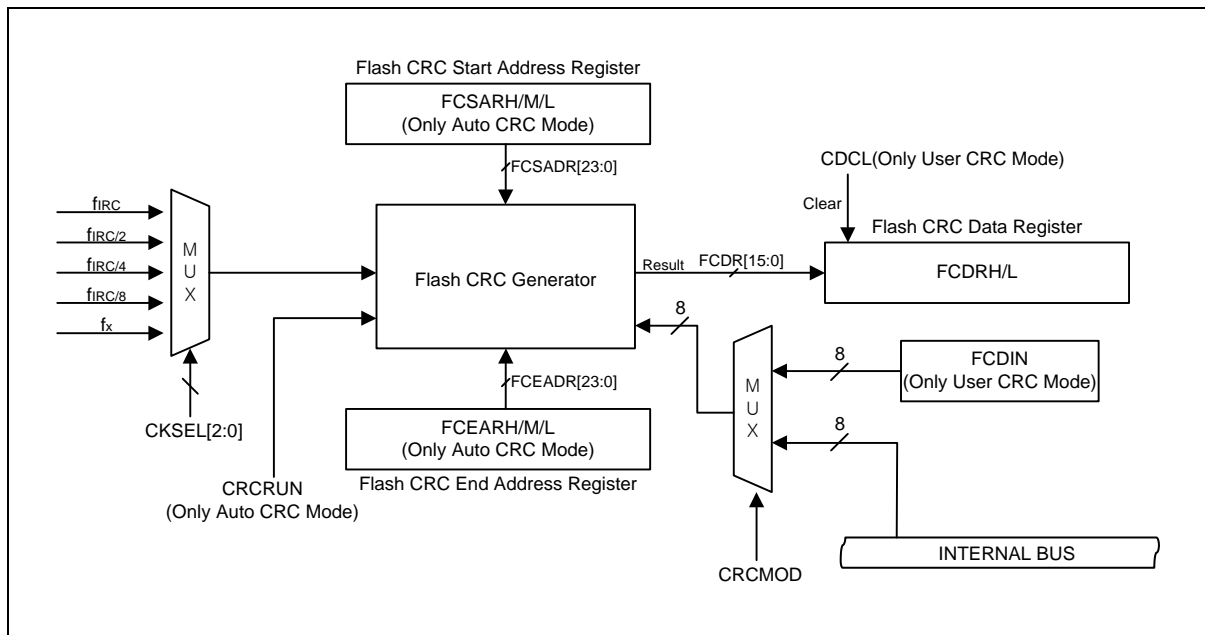 Flash CRC Start Address Register
FCSARH/M/L
(Only Auto CRC Mode)
FCSADR[23:0]
CDCL(Only User CRC Mode)
Clear
Flash CRC Data Register
fIRC
fIRC/2
fIRC/4
fIRC/8
fx
M
U
X
CKSEL[2:0]
Flash CRC Generator
Result
FCDR[15:0]
FCDRH/L
8
FCEADR[23:0]
FCEARH/M/L
(Only Auto CRC Mode)
Flash CRC End Address Register
CRCRUN
(Only Auto CRC Mode)
M
U
X
8
FCDIN
(Only User CRC Mode)
8
CRCMOD
INTERNAL BUS